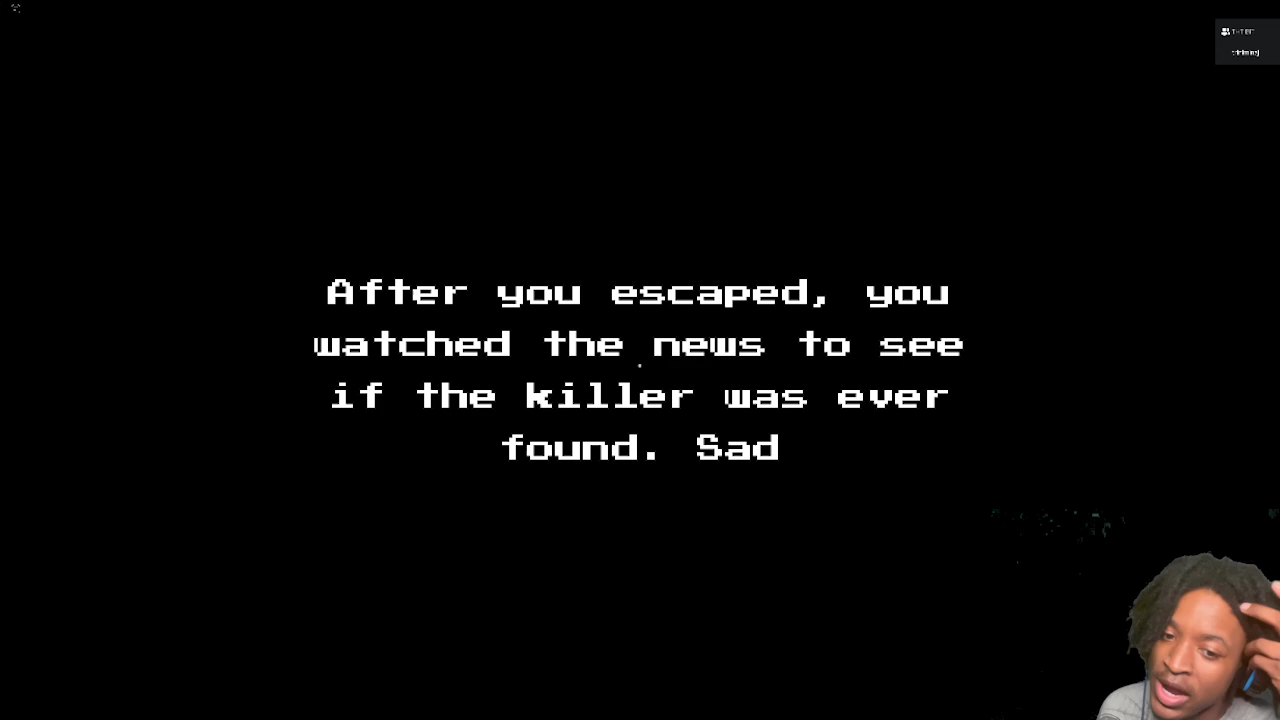 After you escaped, you
watched the news to see
if the killer was ever
found. Sad